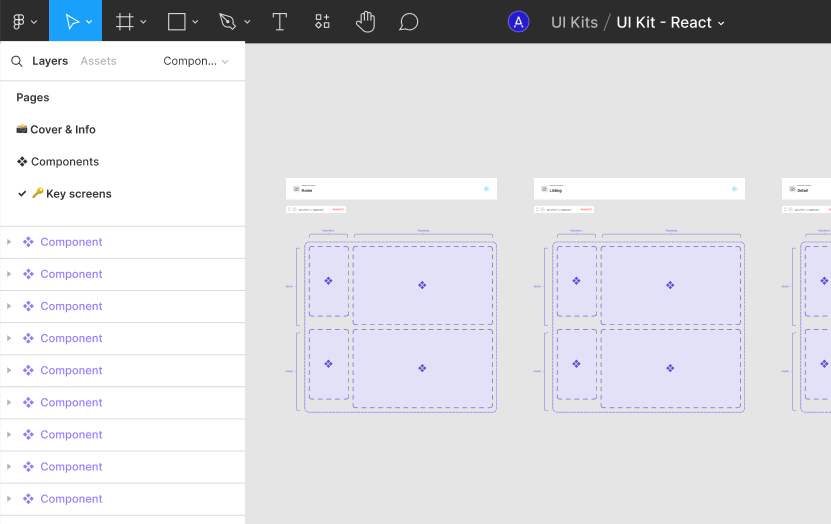 A
UI Kits / UI Kit - React
Layers
Assets
Compon...
Pages
📸 Cover & Info
❖ Components
✓ 🔑 Key screens
Component
Component
Component
Component
Component
Component
Component
Component
Component
Home
Listing
Detail